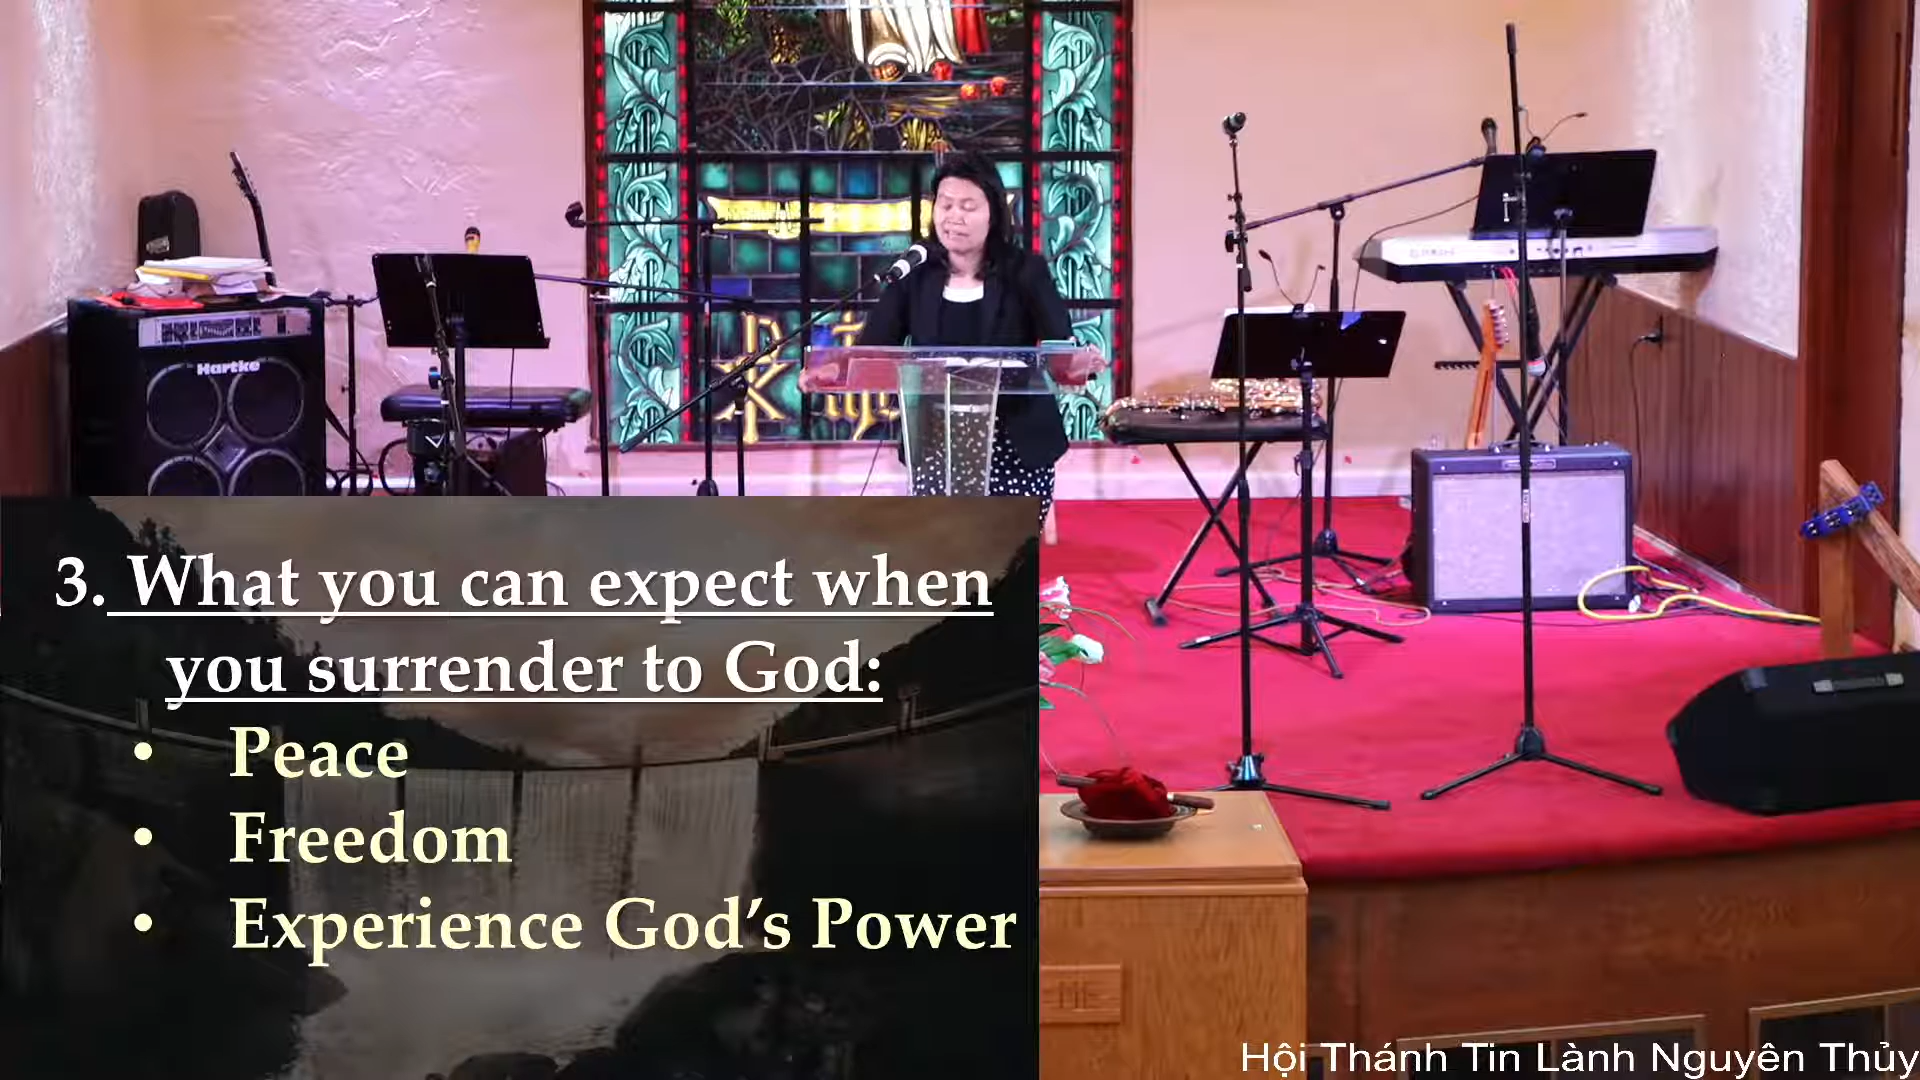 Hartke
3. What you can expect when
you surrender to God:
• Peace
• Freedom
• Experience God's Power
Hội Thánh Tin Lành Nguyên Thủy